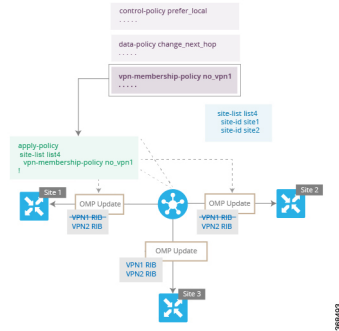 control-policy prefer_local
. . . . .
data-policy change_next_hop
. . . . .
vpn-membership-policy no_vpn1
. . . . .
site-list list4
site-id site1
site-id site2
apply-policy
site-list list4
vpn-membership-policy no_vpn1
!
Site 1
OMP Update
VPN1 RIB
VPN2 RIB
OMP Update
VPN1 RIB
VPN2 RIB
Site 2
OMP Update
VPN1 RIB
VPN2 RIB
Site 3
369493